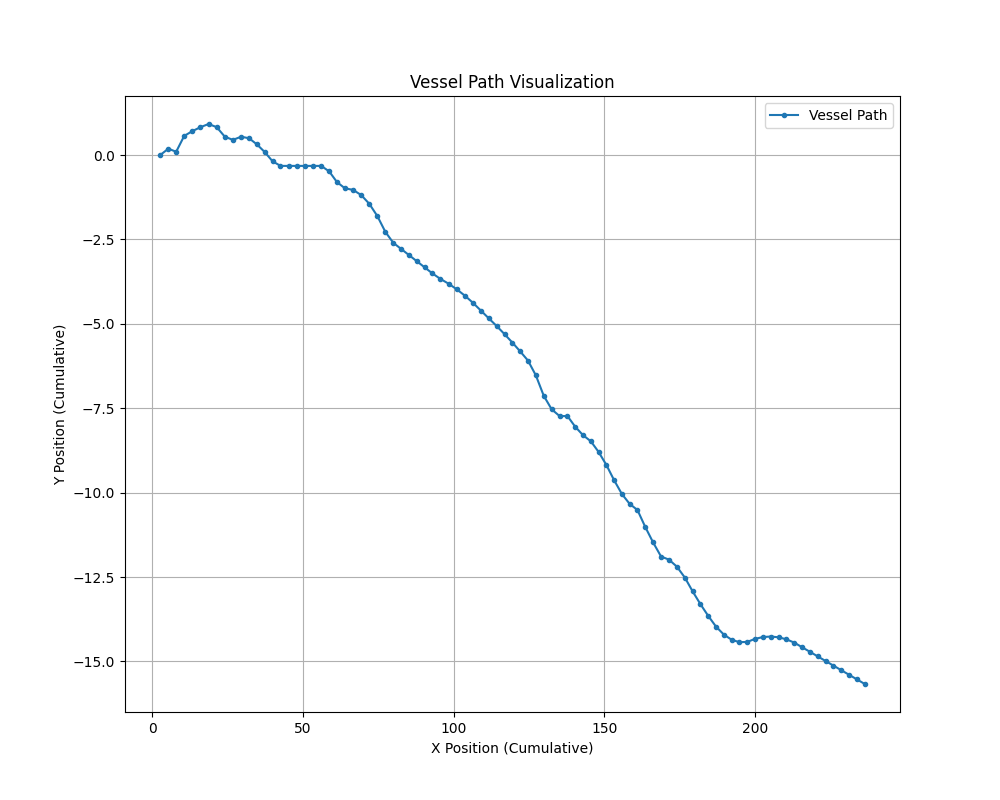 Vessel Path Visualization
Vessel Path
Y Position (Cumulative)
0.0
−2.5
−5.0
−7.5
−10.0
−12.5
−15.0
0 50 100 150 200
X Position (Cumulative)